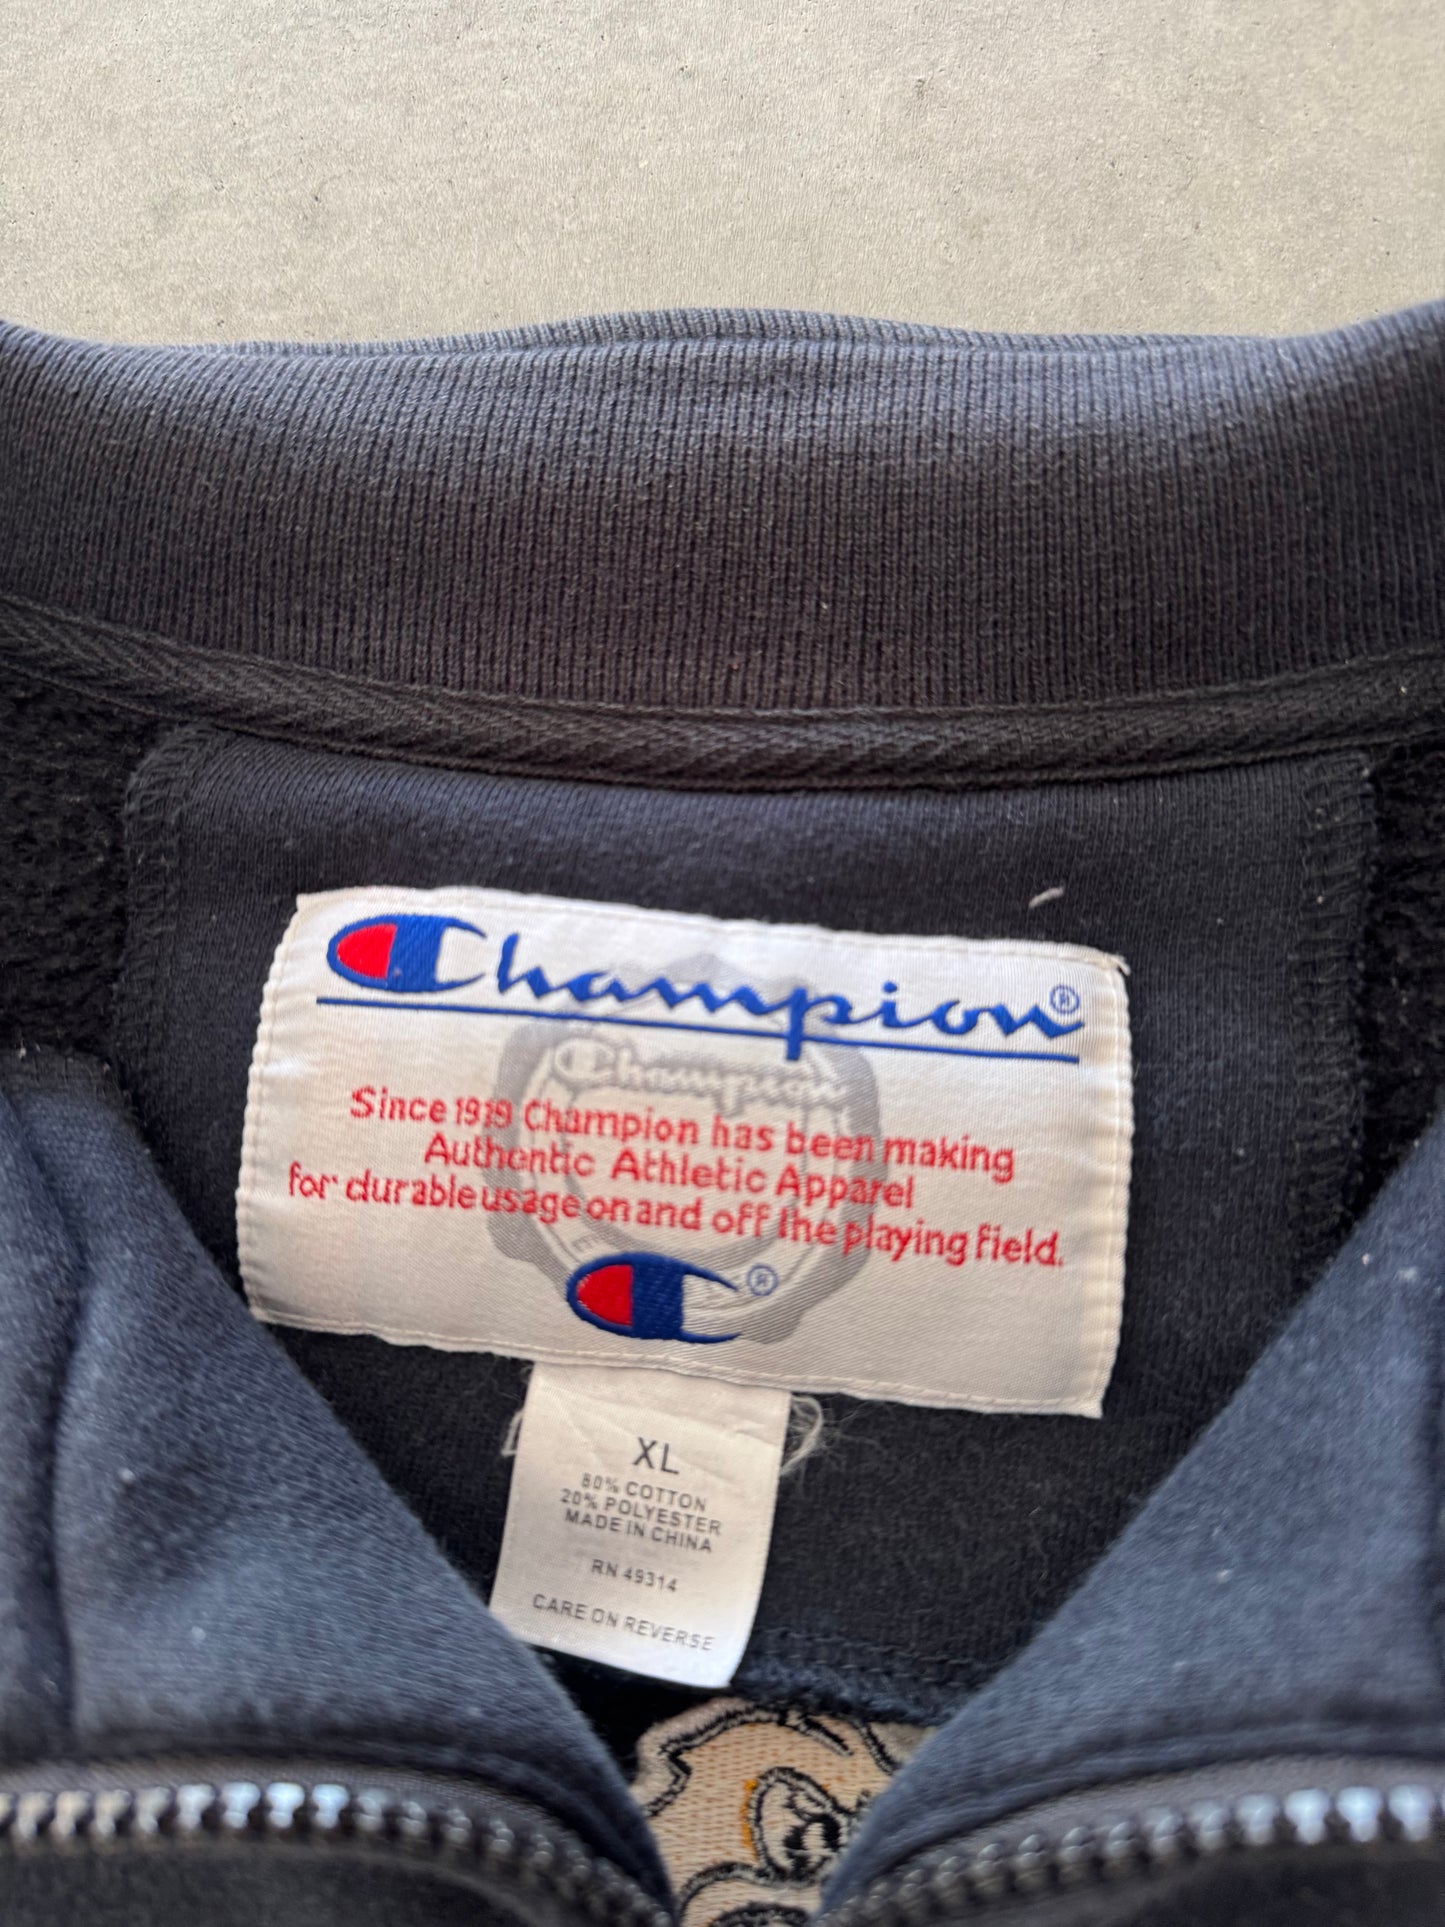 Champion®
Champion
Since 1919 Champion has been making
Authentic Athletic Apparel
for durable usage on and off the playing field.
®
XL
80% COTTON
20% POLYESTER
MADE IN CHINA
RN 49314
CARE ON REVERSE